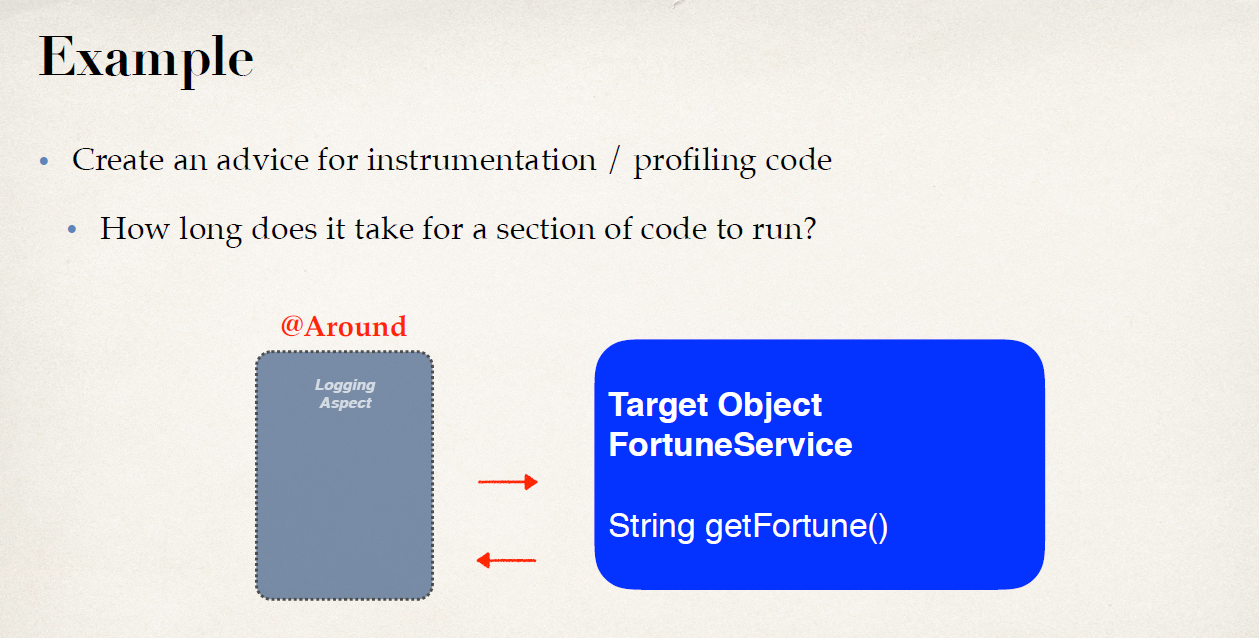 Example
• Create an advice for instrumentation / profiling code
• How long does it take for a section of code to run?
@Around
Logging
Aspect
Target Object
FortuneService
String getFortune()